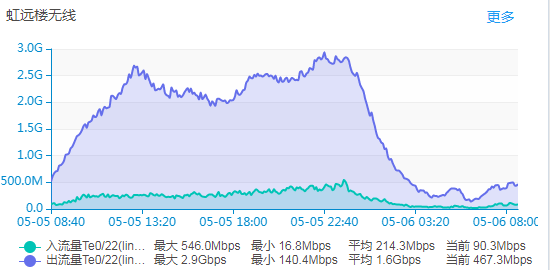 虹远楼无线
更多
3.0G
2.5G
2.0G
1.5G
1.0G
500.0M
0.0
05-05 08:40 05-05 13:20 05-05 18:00 05-05 22:40 05-06 03:20 05-06 08:00
入流量Te0/22(lin... 最大 546.0Mbps 最小 16.8Mbps 平均 214.3Mbps 当前 90.3Mbps
出流量Te0/22(lin... 最大 2.9Gbps 最小 140.4Mbps 平均 1.6Gbps 当前 467.3Mbps